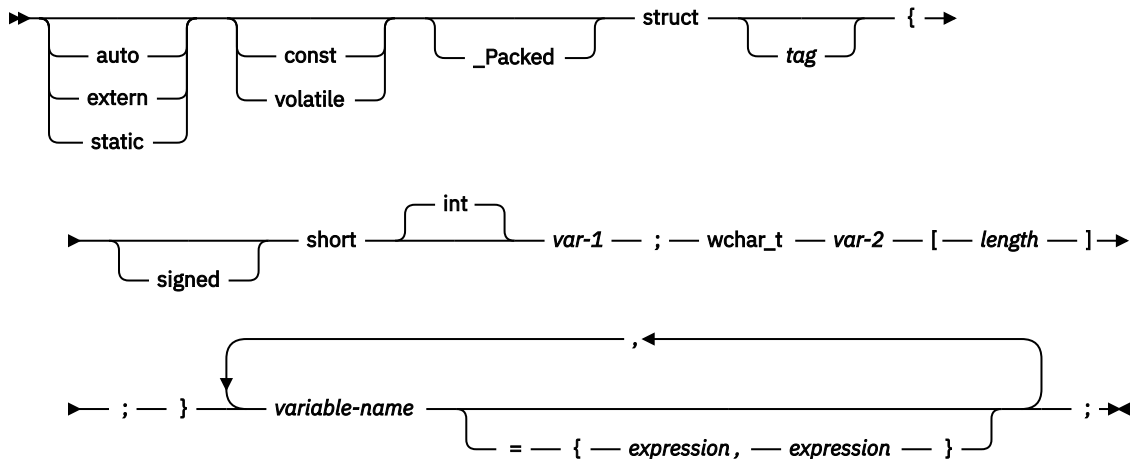 struct { 
auto const _Packed tag
extern volatile
static
int
short var-1 ; wchar_t var-2 [ length ]
signed
,
; } variable-name ;
= { expression , expression }